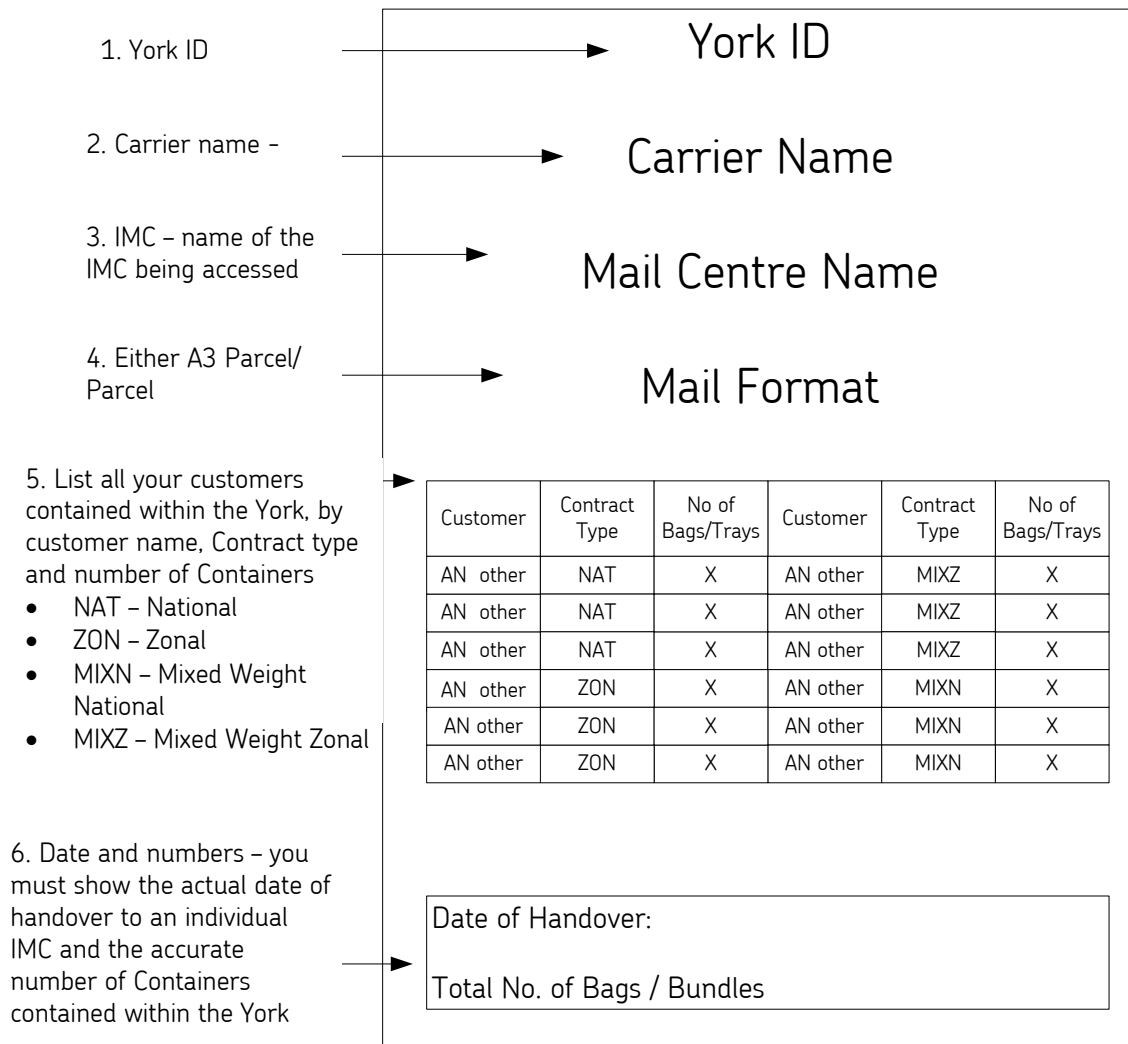 1. York ID
York ID
2. Carrier name -
Carrier Name
3. IMC – name of the
IMC being accessed
Mail Centre Name
4. Either A3 Parcel/
Parcel
Mail Format
5. List all your customers
contained within the York, by
customer name, Contract type
and number of Containers
• NAT – National
• ZON – Zonal
• MIXN – Mixed Weight
National
• MIXZ – Mixed Weight Zonal
Customer Contract Type No of Bags/Trays Customer Contract Type No of Bags/Trays
AN other NAT X AN other MIXZ X
AN other NAT X AN other MIXZ X
AN other NAT X AN other MIXZ X
AN other ZON X AN other MIXN X
AN other ZON X AN other MIXN X
AN other ZON X AN other MIXN X
6. Date and numbers – you
must show the actual date of
handover to an individual
IMC and the accurate
number of Containers
contained within the York
Date of Handover:
Total No. of Bags / Bundles